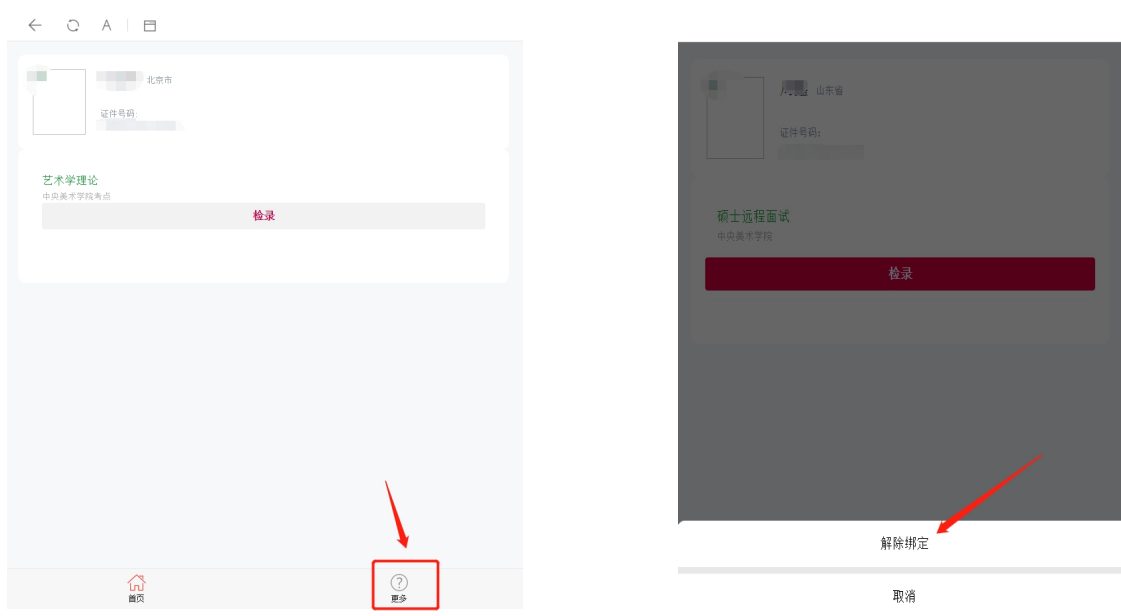 A
北京市
证件号码:
艺术学理论
中央美术学院考点
检录
首页
?
更多
山东省
证件号码:
硕士远程面试
中央美术学院
检录
解除绑定
取消